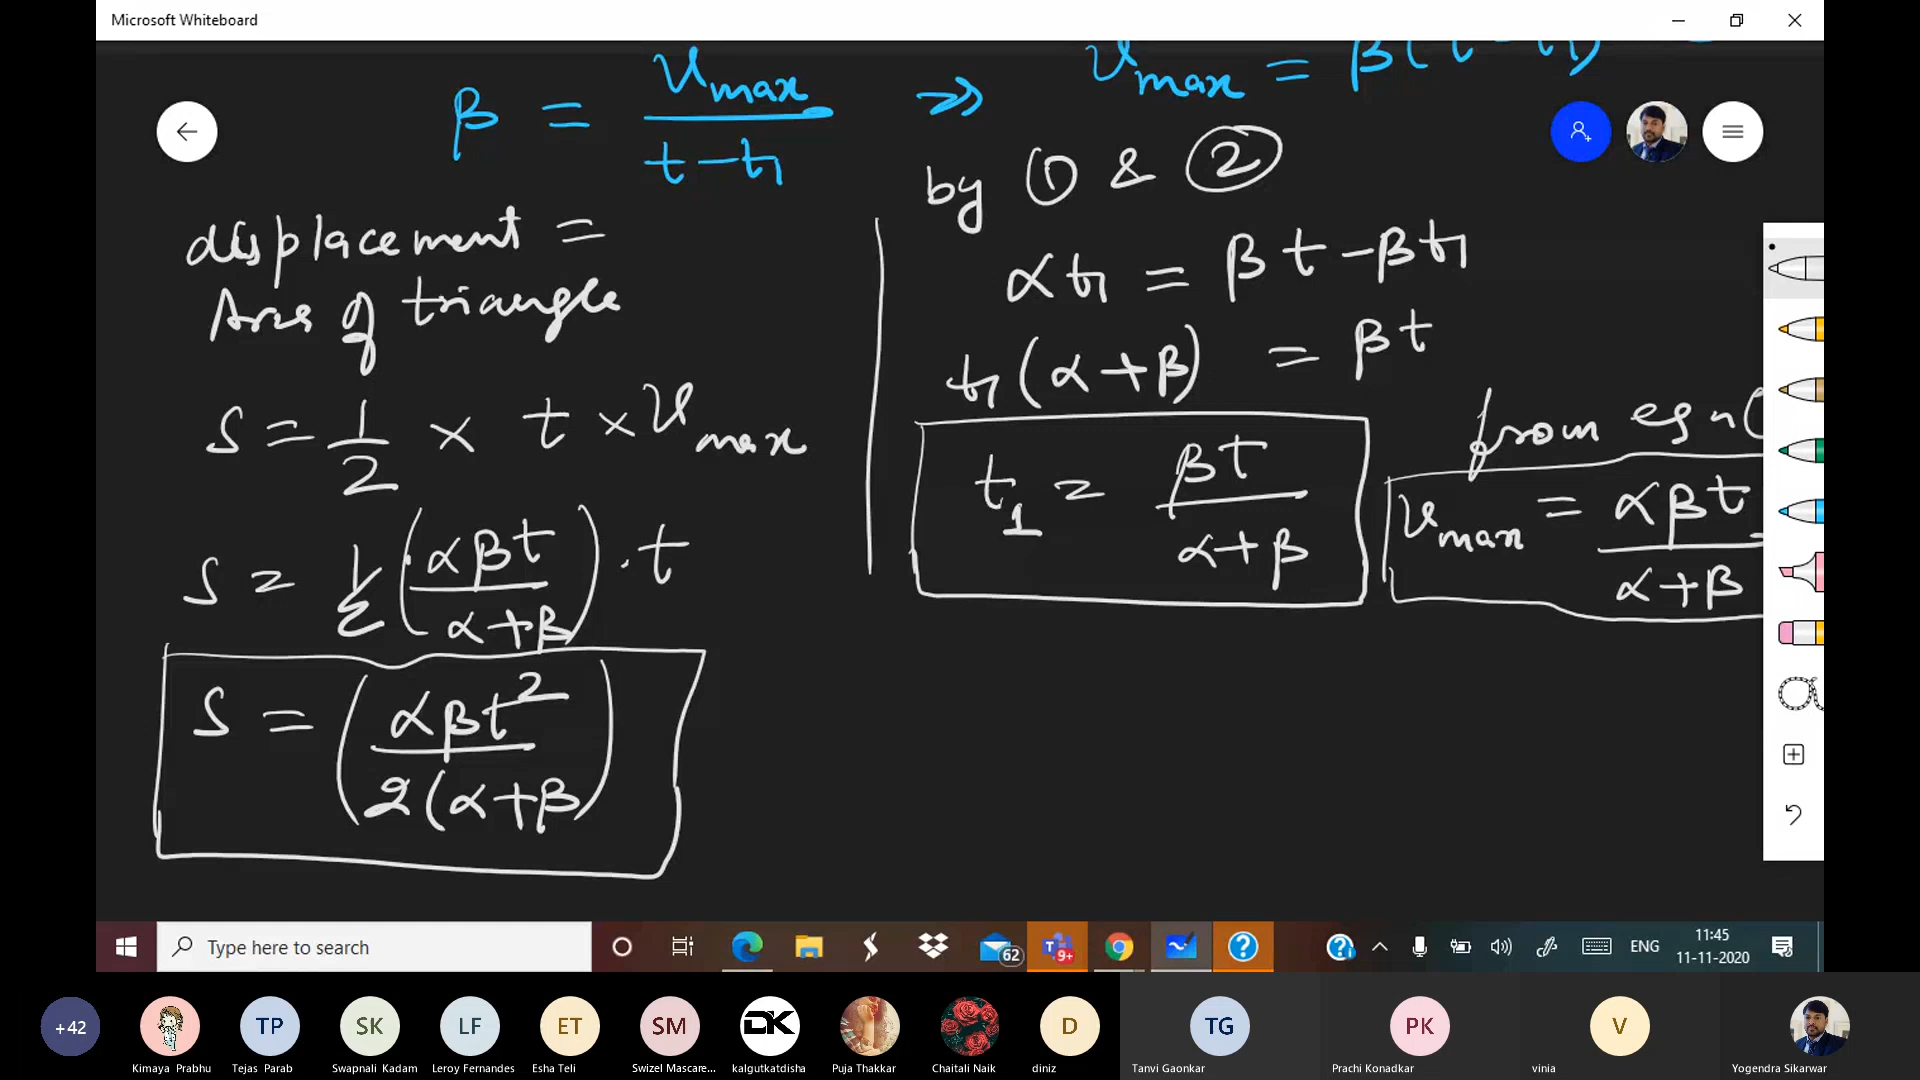 Microsoft Whiteboard
β = vmax / t-t1 ⇒ vmax = β(t-t1)
by ① & ②
displacement =
Area of triangle
S = 1/2 × t × vmax
S = 1/2 (αβt / α+β) . t
S = (αβt² / 2(α+β))
αt1 = βt - βt1
t1(α+β) = βt
t1 = βt / α+β
from eqn(
vmax = αβt / α+β
Type here to search
62
9+
ENG
11:45
11-11-2020
+42
TP
SK
LF
ET
SM
DK
D
TG
PK
V
Kimaya Prabhu
Tejas Parab
Swapnali Kadam
Leroy Fernandes
Esha Teli
Swizel Mascare...
kalgutkatdisha
Puja Thakkar
Chaitali Naik
diniz
Tanvi Gaonkar
Prachi Konadkar
vinia
Yogendra Sikarwar